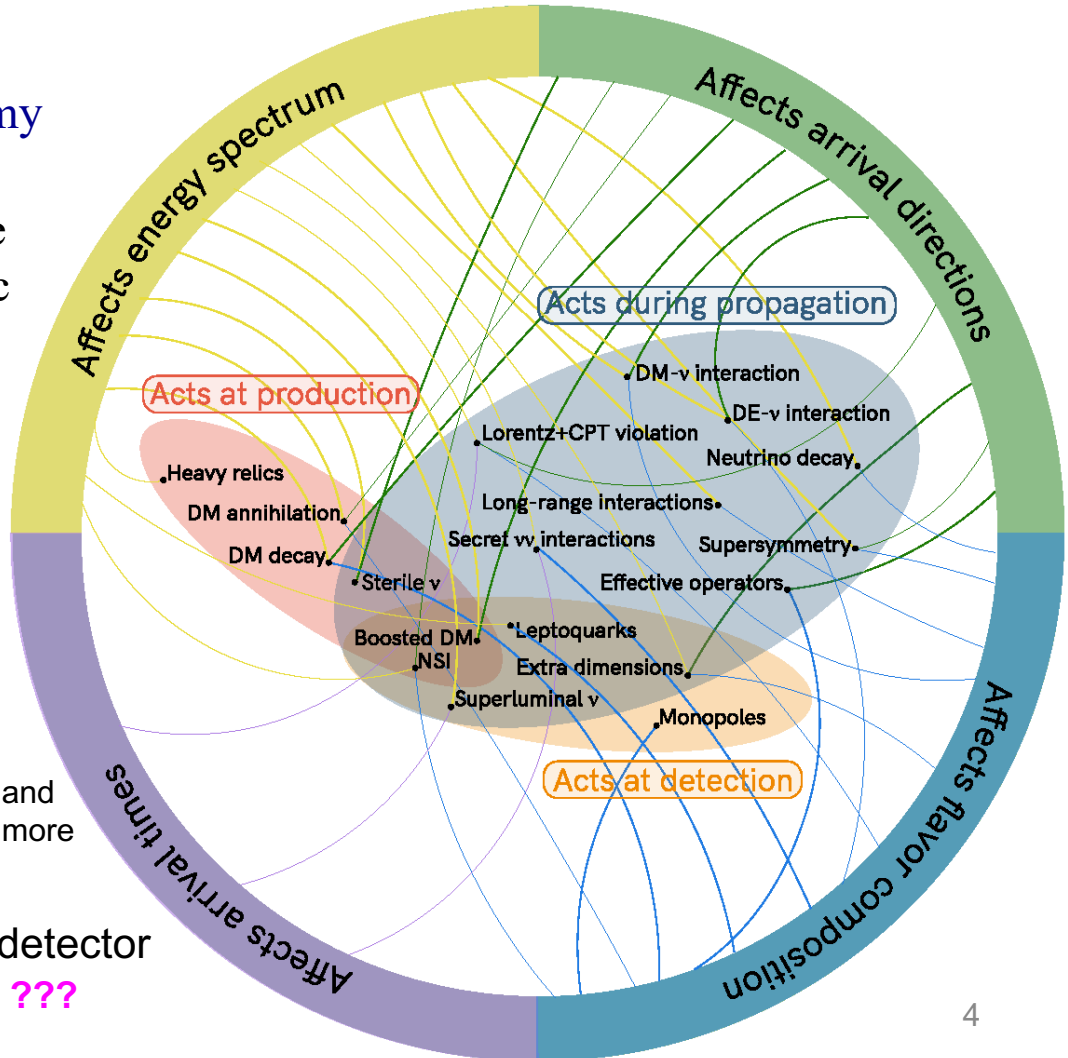 my
e
c
Affects energy spectrum
Affects arrival directions
Acts during propagation
DM-ν interaction
Acts at production
DE-ν interaction
Lorentz+CPT violation
Neutrino decay
Heavy relics
Long-range interactions
DM annihilation
Secret νν interactions
Supersymmetry
DM decay
Sterile ν
Effective operators
Leptoquarks
Boosted DM
NSI
Extra dimensions
Superluminal ν
Monopoles
Acts at detection
and
more
Affects arrival times
Affects flavor composition
detector
???
4